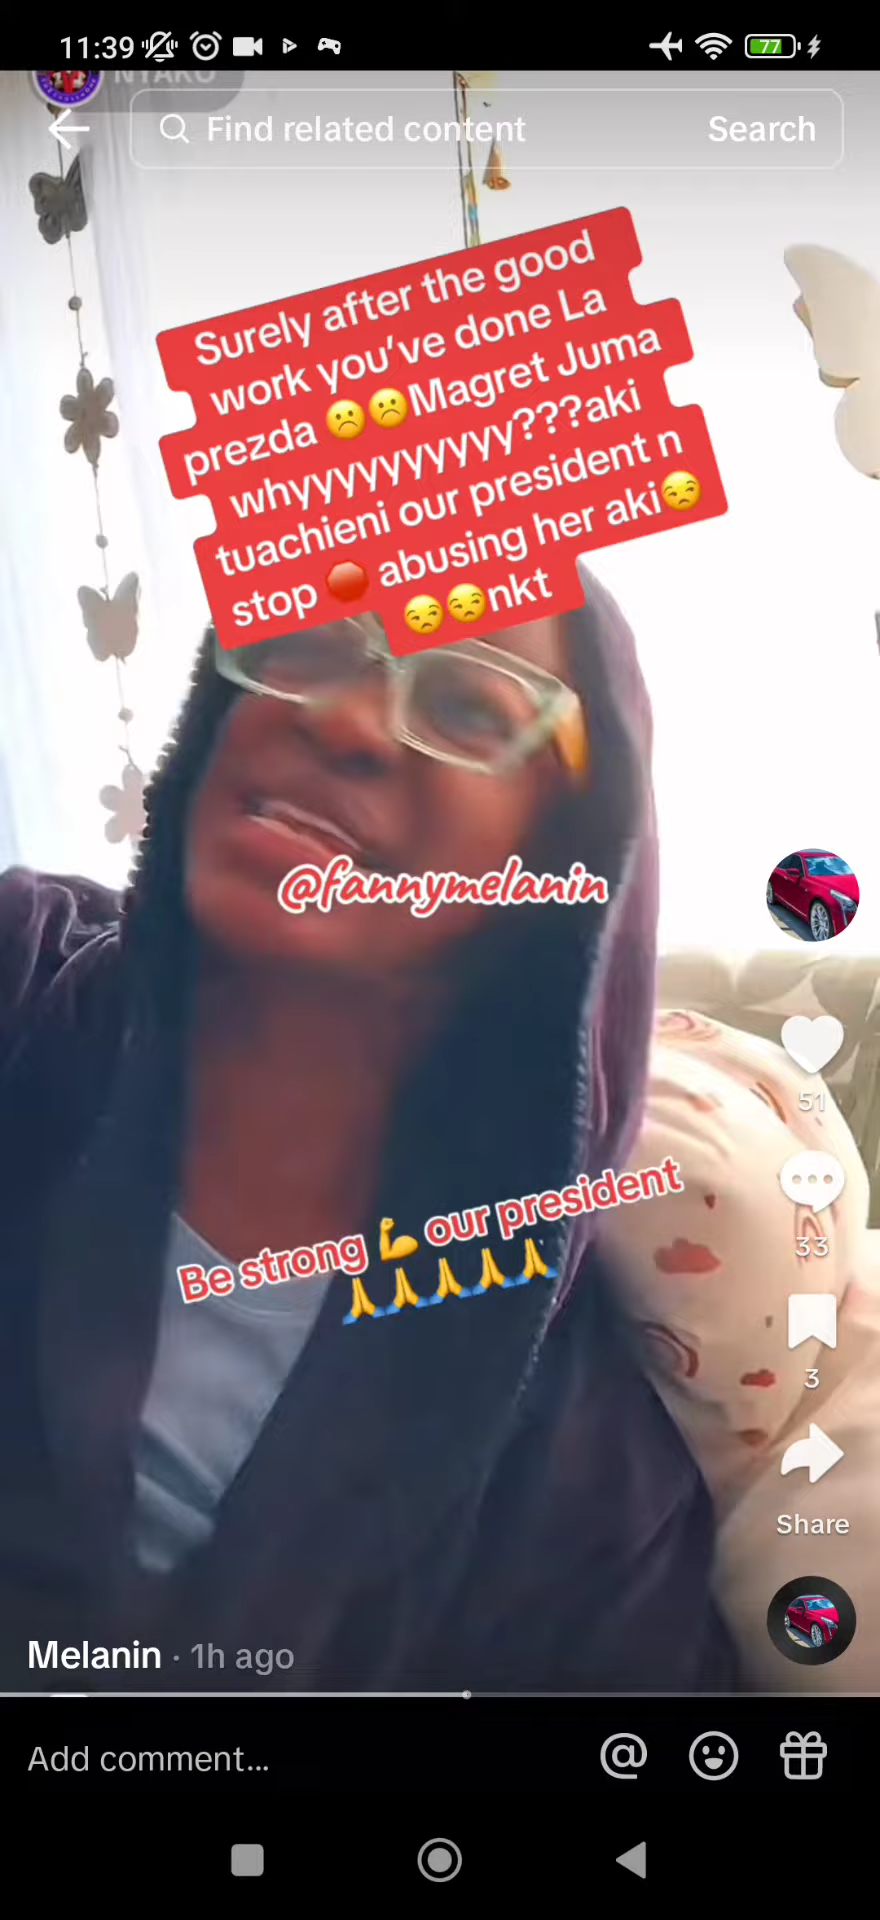 11:39
77
NYAKO
Find related content
Search
Surely after the good
work you've done La
prezda ☹️☹️Magret Juma
whyyyyyyyyyy???aki
tuachieni our president n
stop 🛑 abusing her aki😒
😒😒nkt
@fannymelanin
51
Be strong 💪 our president
🙏🙏🙏🙏🙏
33
3
Share
Melanin · 1h ago
Add comment...